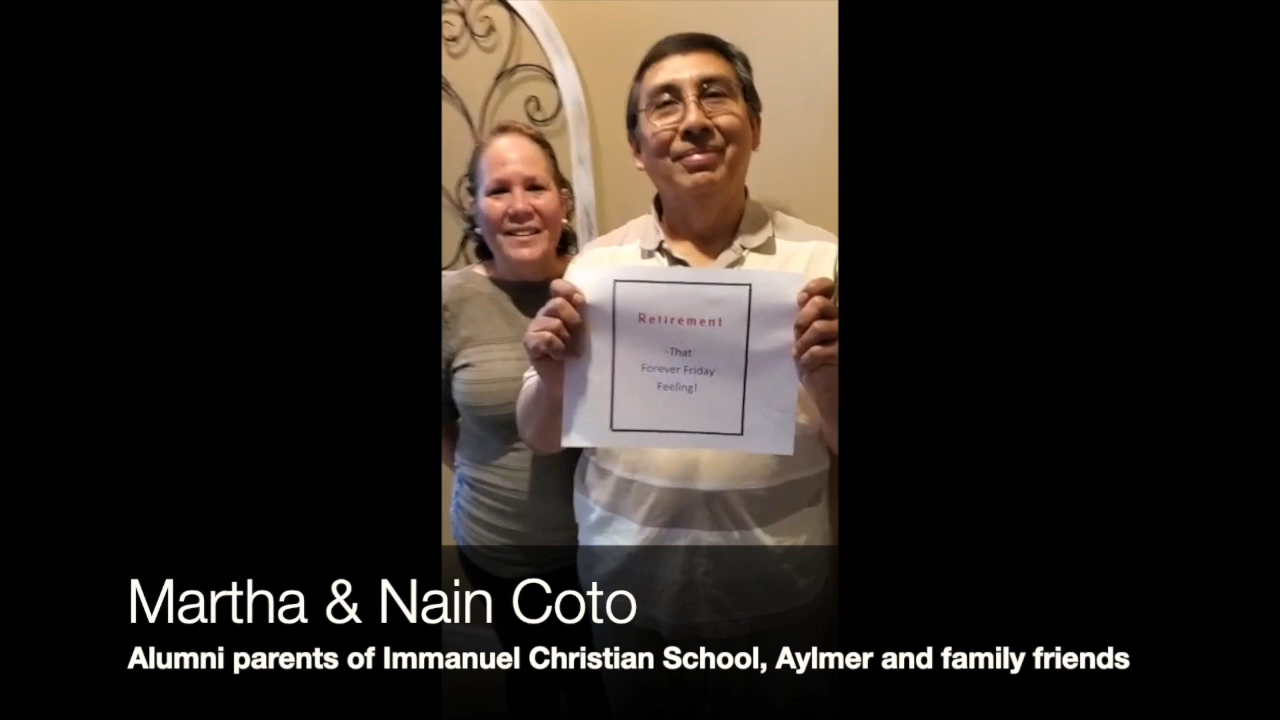 Retirement
-That
Forever Friday
Feeling!
Martha & Nain Coto
Alumni parents of Immanuel Christian School, Aylmer and family friends